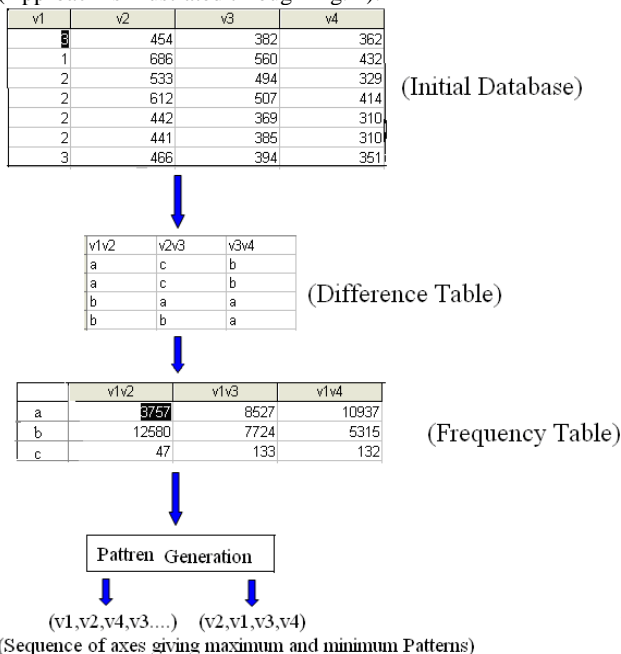 v1 v2 v3 v4
3 454 382 362
1 686 560 432
2 533 494 329
2 612 507 414
2 442 369 310
2 441 385 310
3 466 394 351
(Initial Database)
v1v2 v2v3 v3v4
a c b
a c b
b a a
b b a
(Difference Table)
v1v2 v1v3 v1v4
a 3757 8527 10937
b 12580 7724 5315
c 47 133 132
(Frequency Table)
Pattren Generation
(v1,v2,v4,v3....) (v2,v1,v3,v4)
(Sequence of axes giving maximum and minimum Patterns)